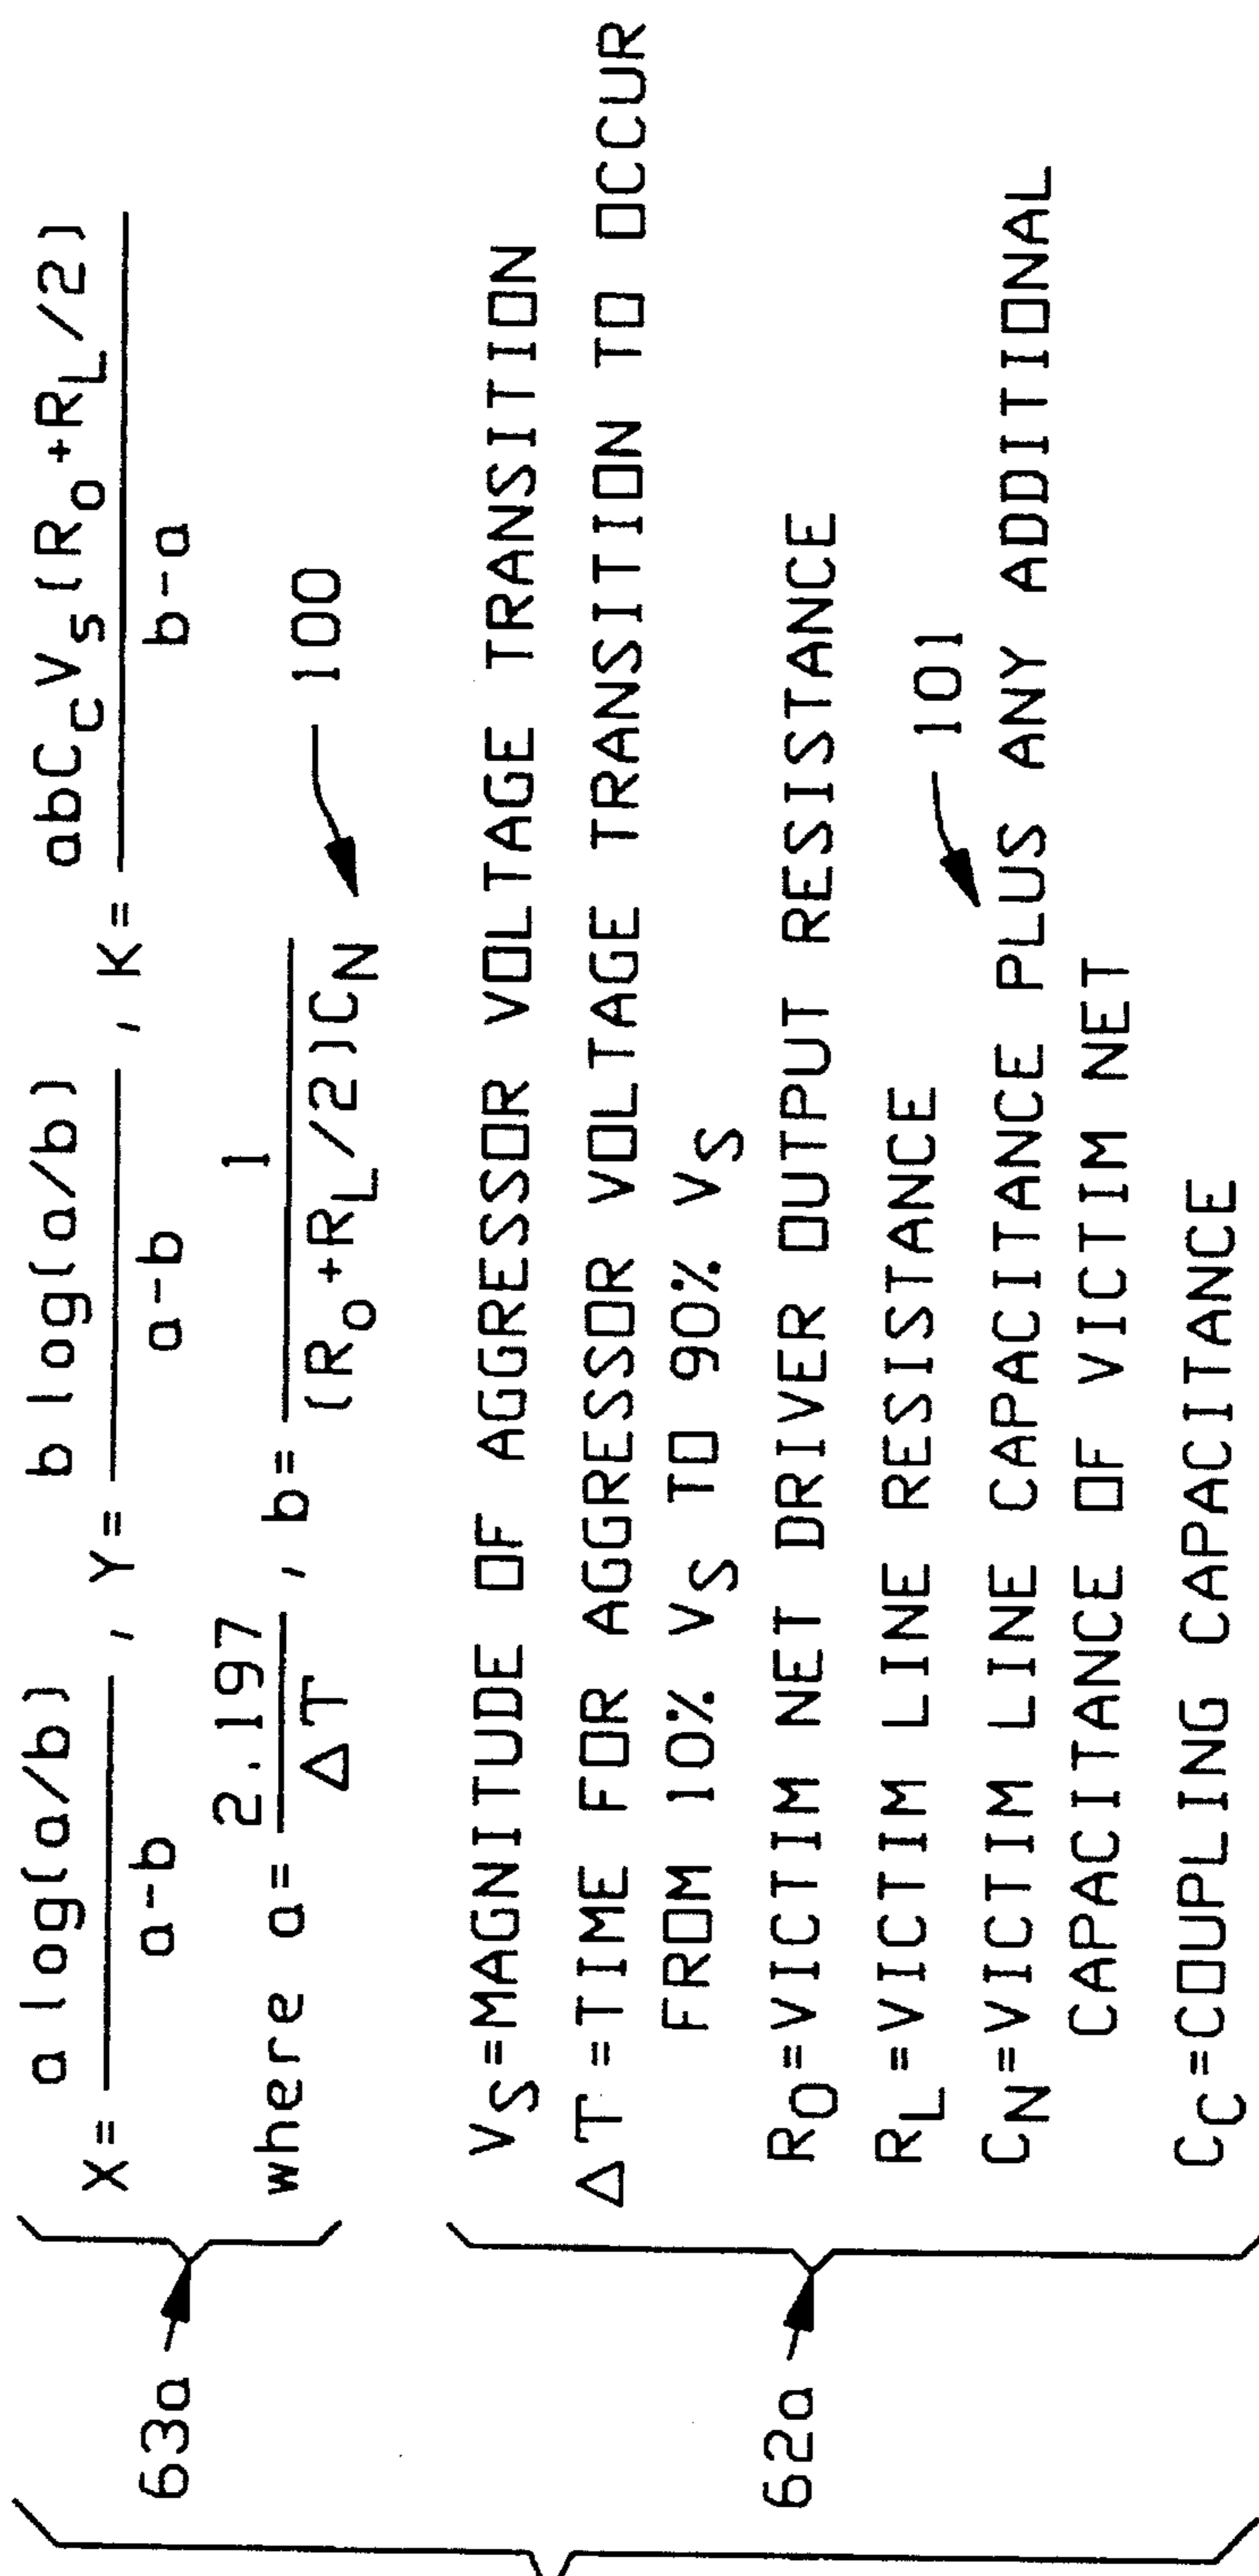 63a
X= a log(a/b) / a-b , Y= b log(a/b) / a-b , K= abC_C V_S (R_O+R_L/2) / b-a
where a= 2.197 / ΔT , b= 1 / (R_O+R_L/2)C_N
100
62a
V_S=MAGNITUDE OF AGGRESSOR VOLTAGE TRANSITION
ΔT=TIME FOR AGGRESSOR VOLTAGE TRANSITION TO OCCUR
FROM 10% V_S TO 90% V_S
R_O=VICTIM NET DRIVER OUTPUT RESISTANCE
R_L=VICTIM LINE RESISTANCE
101
C_N=VICTIM LINE CAPACITANCE PLUS ANY ADDITIONAL
CAPACITANCE OF VICTIM NET
C_C=COUPLING CAPACITANCE